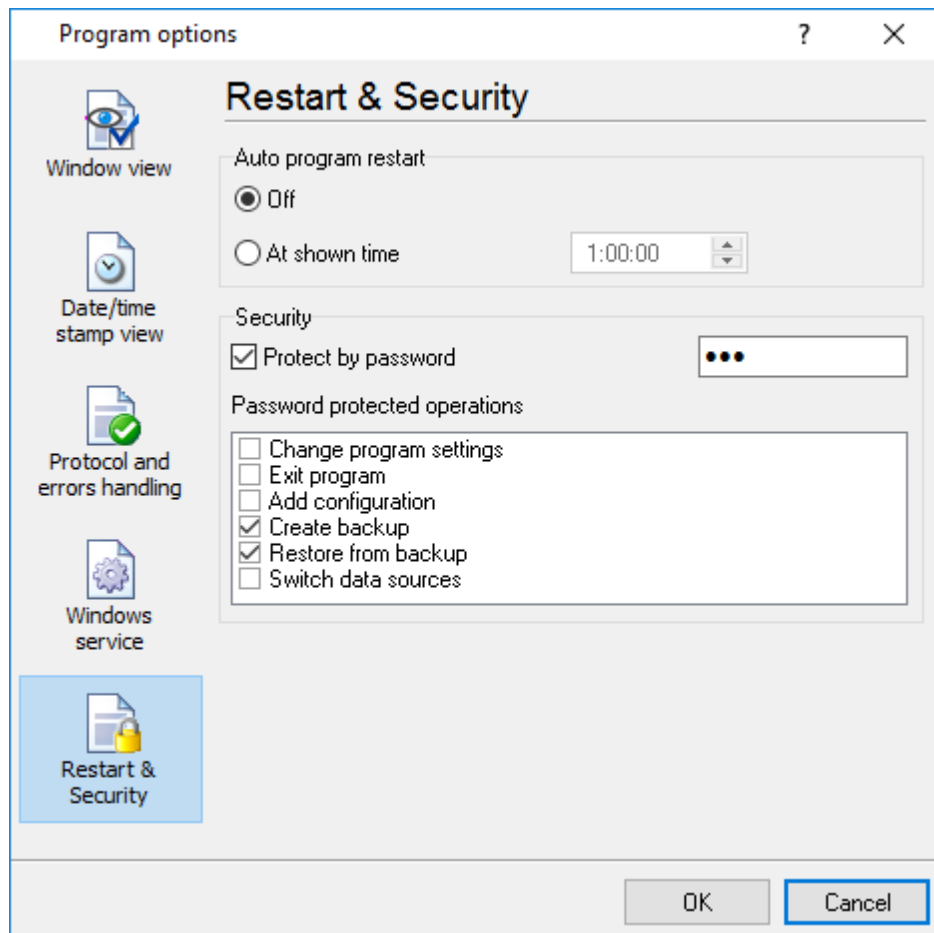 Program options
?
Window view
Date/time
stamp view
Protocol and
errors handling
Windows
service
Restart &
Security
Restart & Security
Auto program restart
Off
At shown time
1:00:00
Security
Protect by password
•••
Password protected operations
Change program settings
Exit program
Add configuration
Create backup
Restore from backup
Switch data sources
OK
Cancel